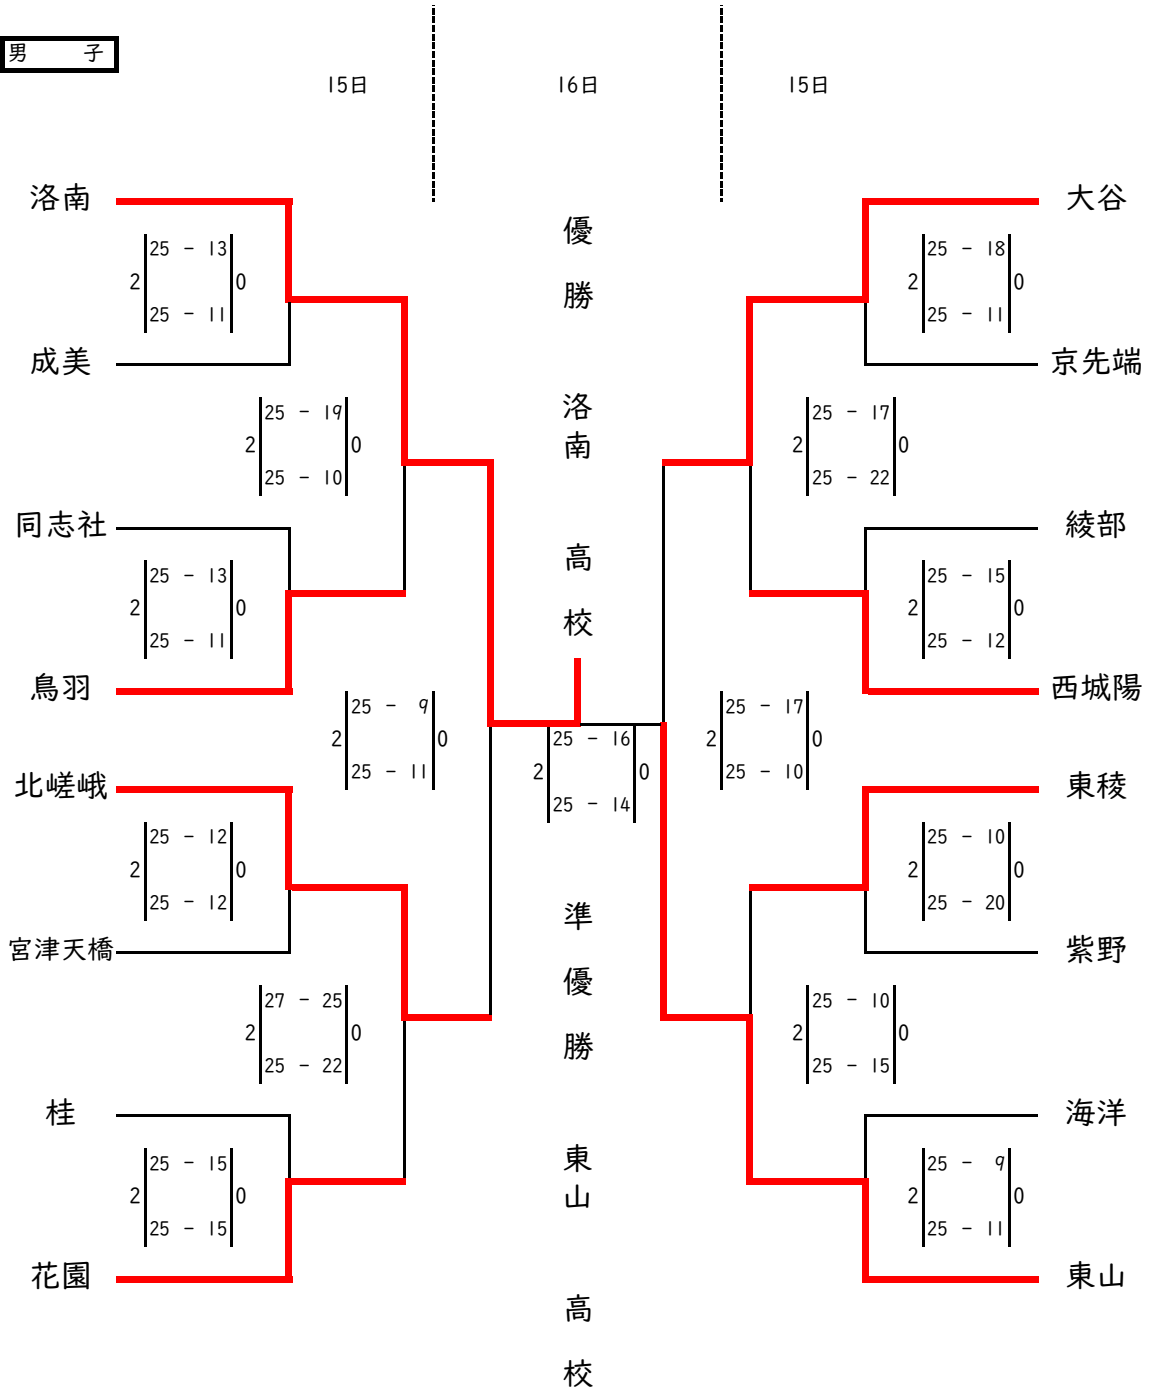 男 子
15日 16日 15日
洛南
25 - 13
2 0
25 - 11
成美
25 - 19
2 0
25 - 10
同志社
25 - 13
2 0
25 - 11
鳥羽
25 - 9
2 0
25 - 11
北嵯峨
25 - 12
2 0
25 - 12
宮津天橋
27 - 25
2 0
25 - 22
桂
25 - 15
2 0
25 - 15
花園
優勝
洛南
高校
25 - 16
2 0
25 - 14
準優勝
東山
高校
大谷
25 - 18
2 0
25 - 11
京先端
25 - 17
2 0
25 - 22
綾部
25 - 15
2 0
25 - 12
西城陽
25 - 17
2 0
25 - 10
東稜
25 - 10
2 0
25 - 20
紫野
25 - 10
2 0
25 - 15
海洋
25 - 9
2 0
25 - 11
東山